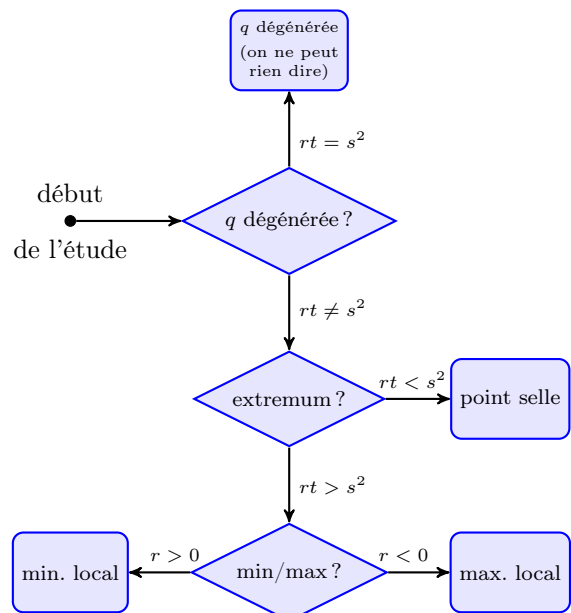 q dégénérée
(on ne peut
rien dire)
rt = s²
début
q dégénérée ?
de l'étude
rt ≠ s²
rt < s²
extremum ?
point selle
rt > s²
r > 0
r < 0
min. local
min/max ?
max. local